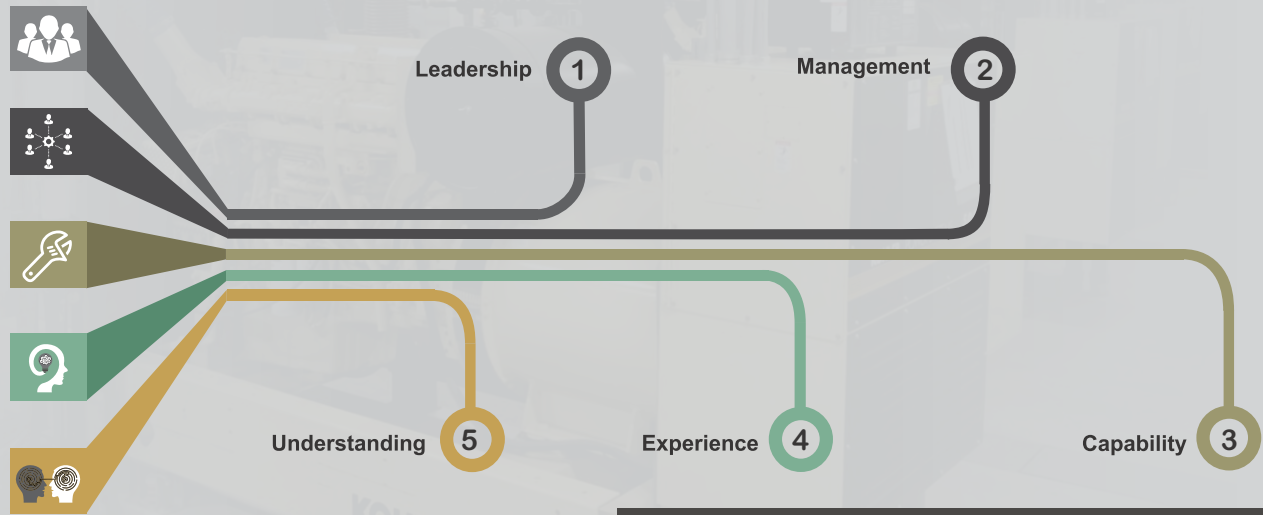 Leadership 1
Management 2
Understanding 5
Experience 4
Capability 3